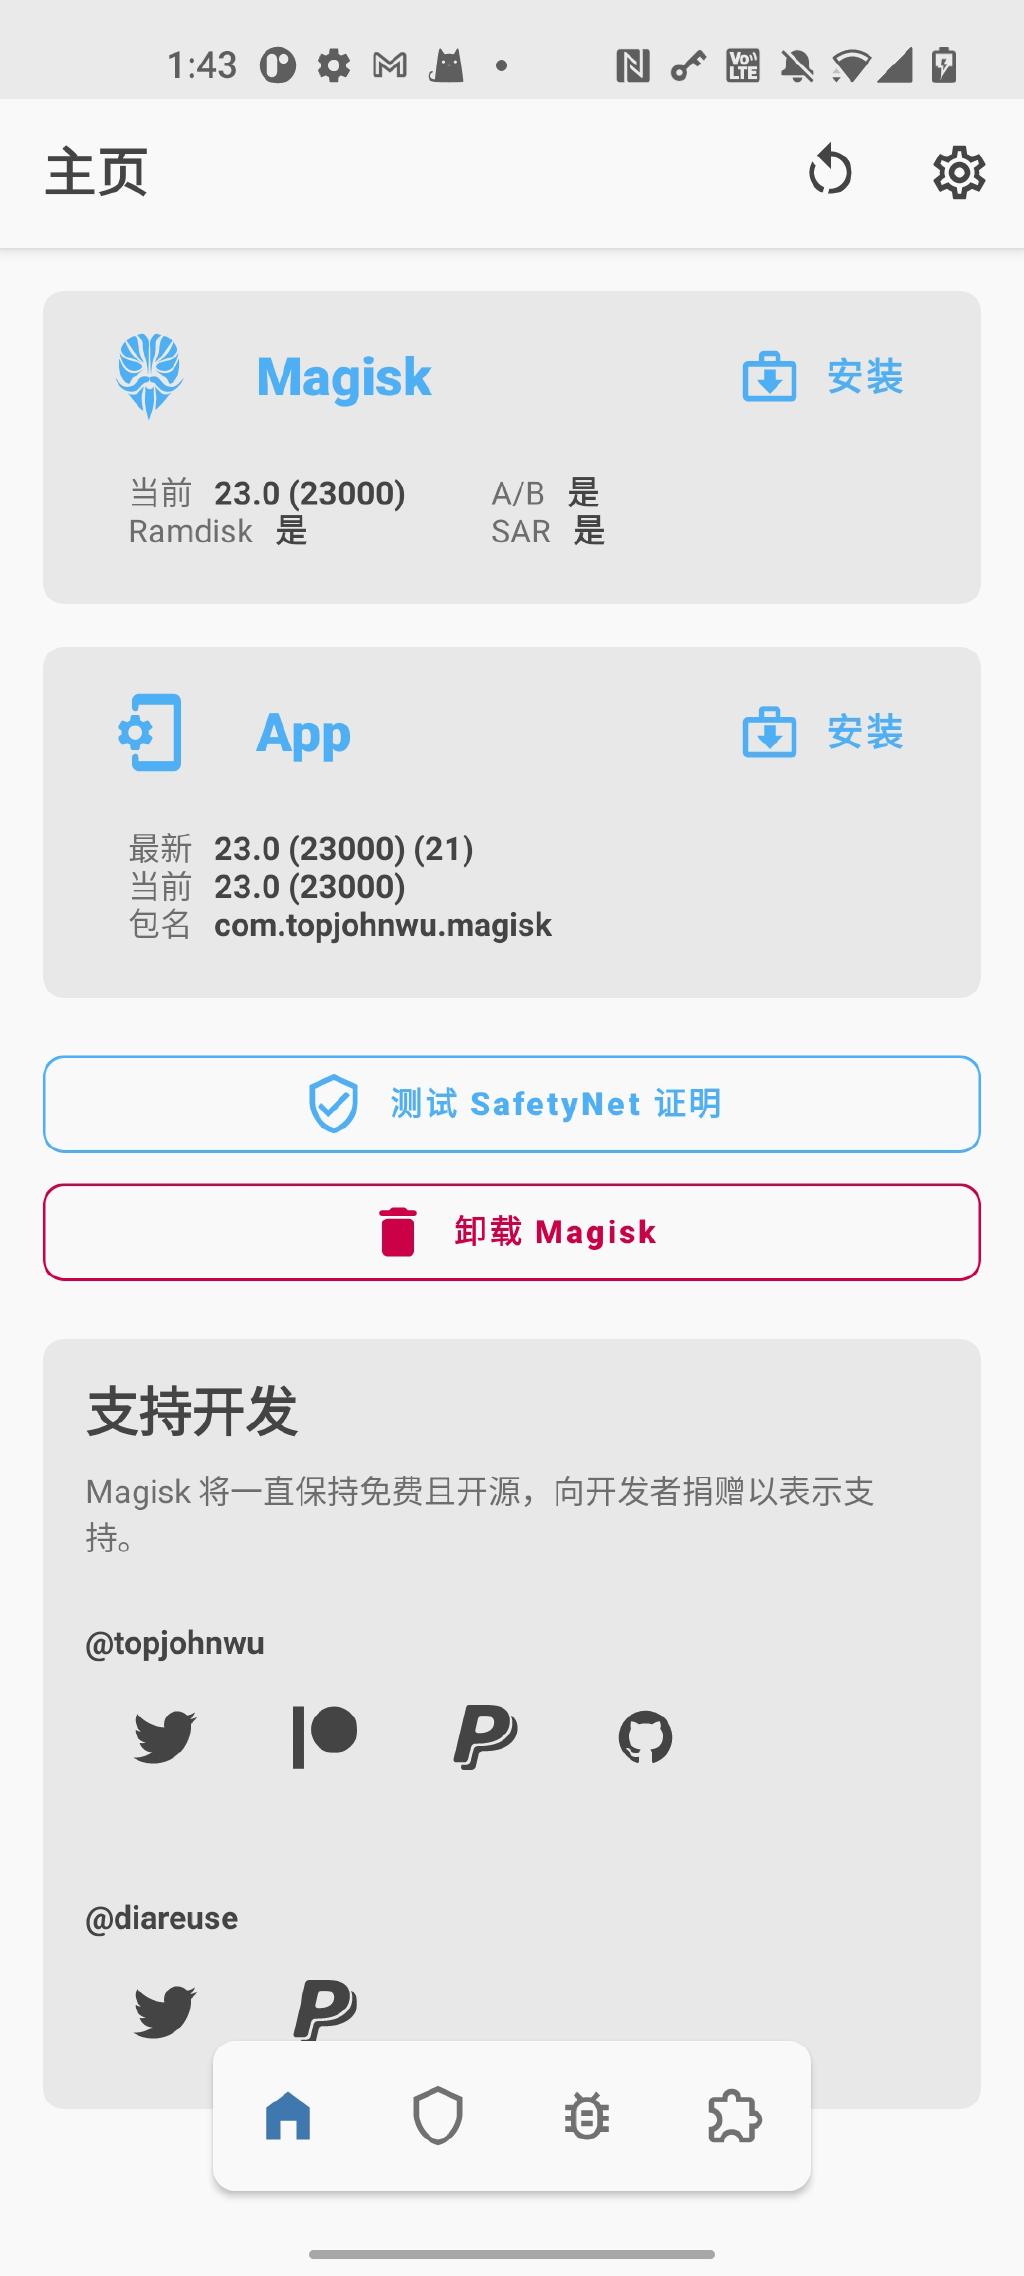 1:43
VoLTE
主页
Magisk
安装
当前 23.0 (23000)
A/B 是
Ramdisk 是
SAR 是
App
安装
最新 23.0 (23000) (21)
当前 23.0 (23000)
包名 com.topjohnwu.magisk
测试 SafetyNet 证明
卸载 Magisk
支持开发
Magisk 将一直保持免费且开源，向开发者捐赠以表示支
持。
@topjohnwu
@diareuse